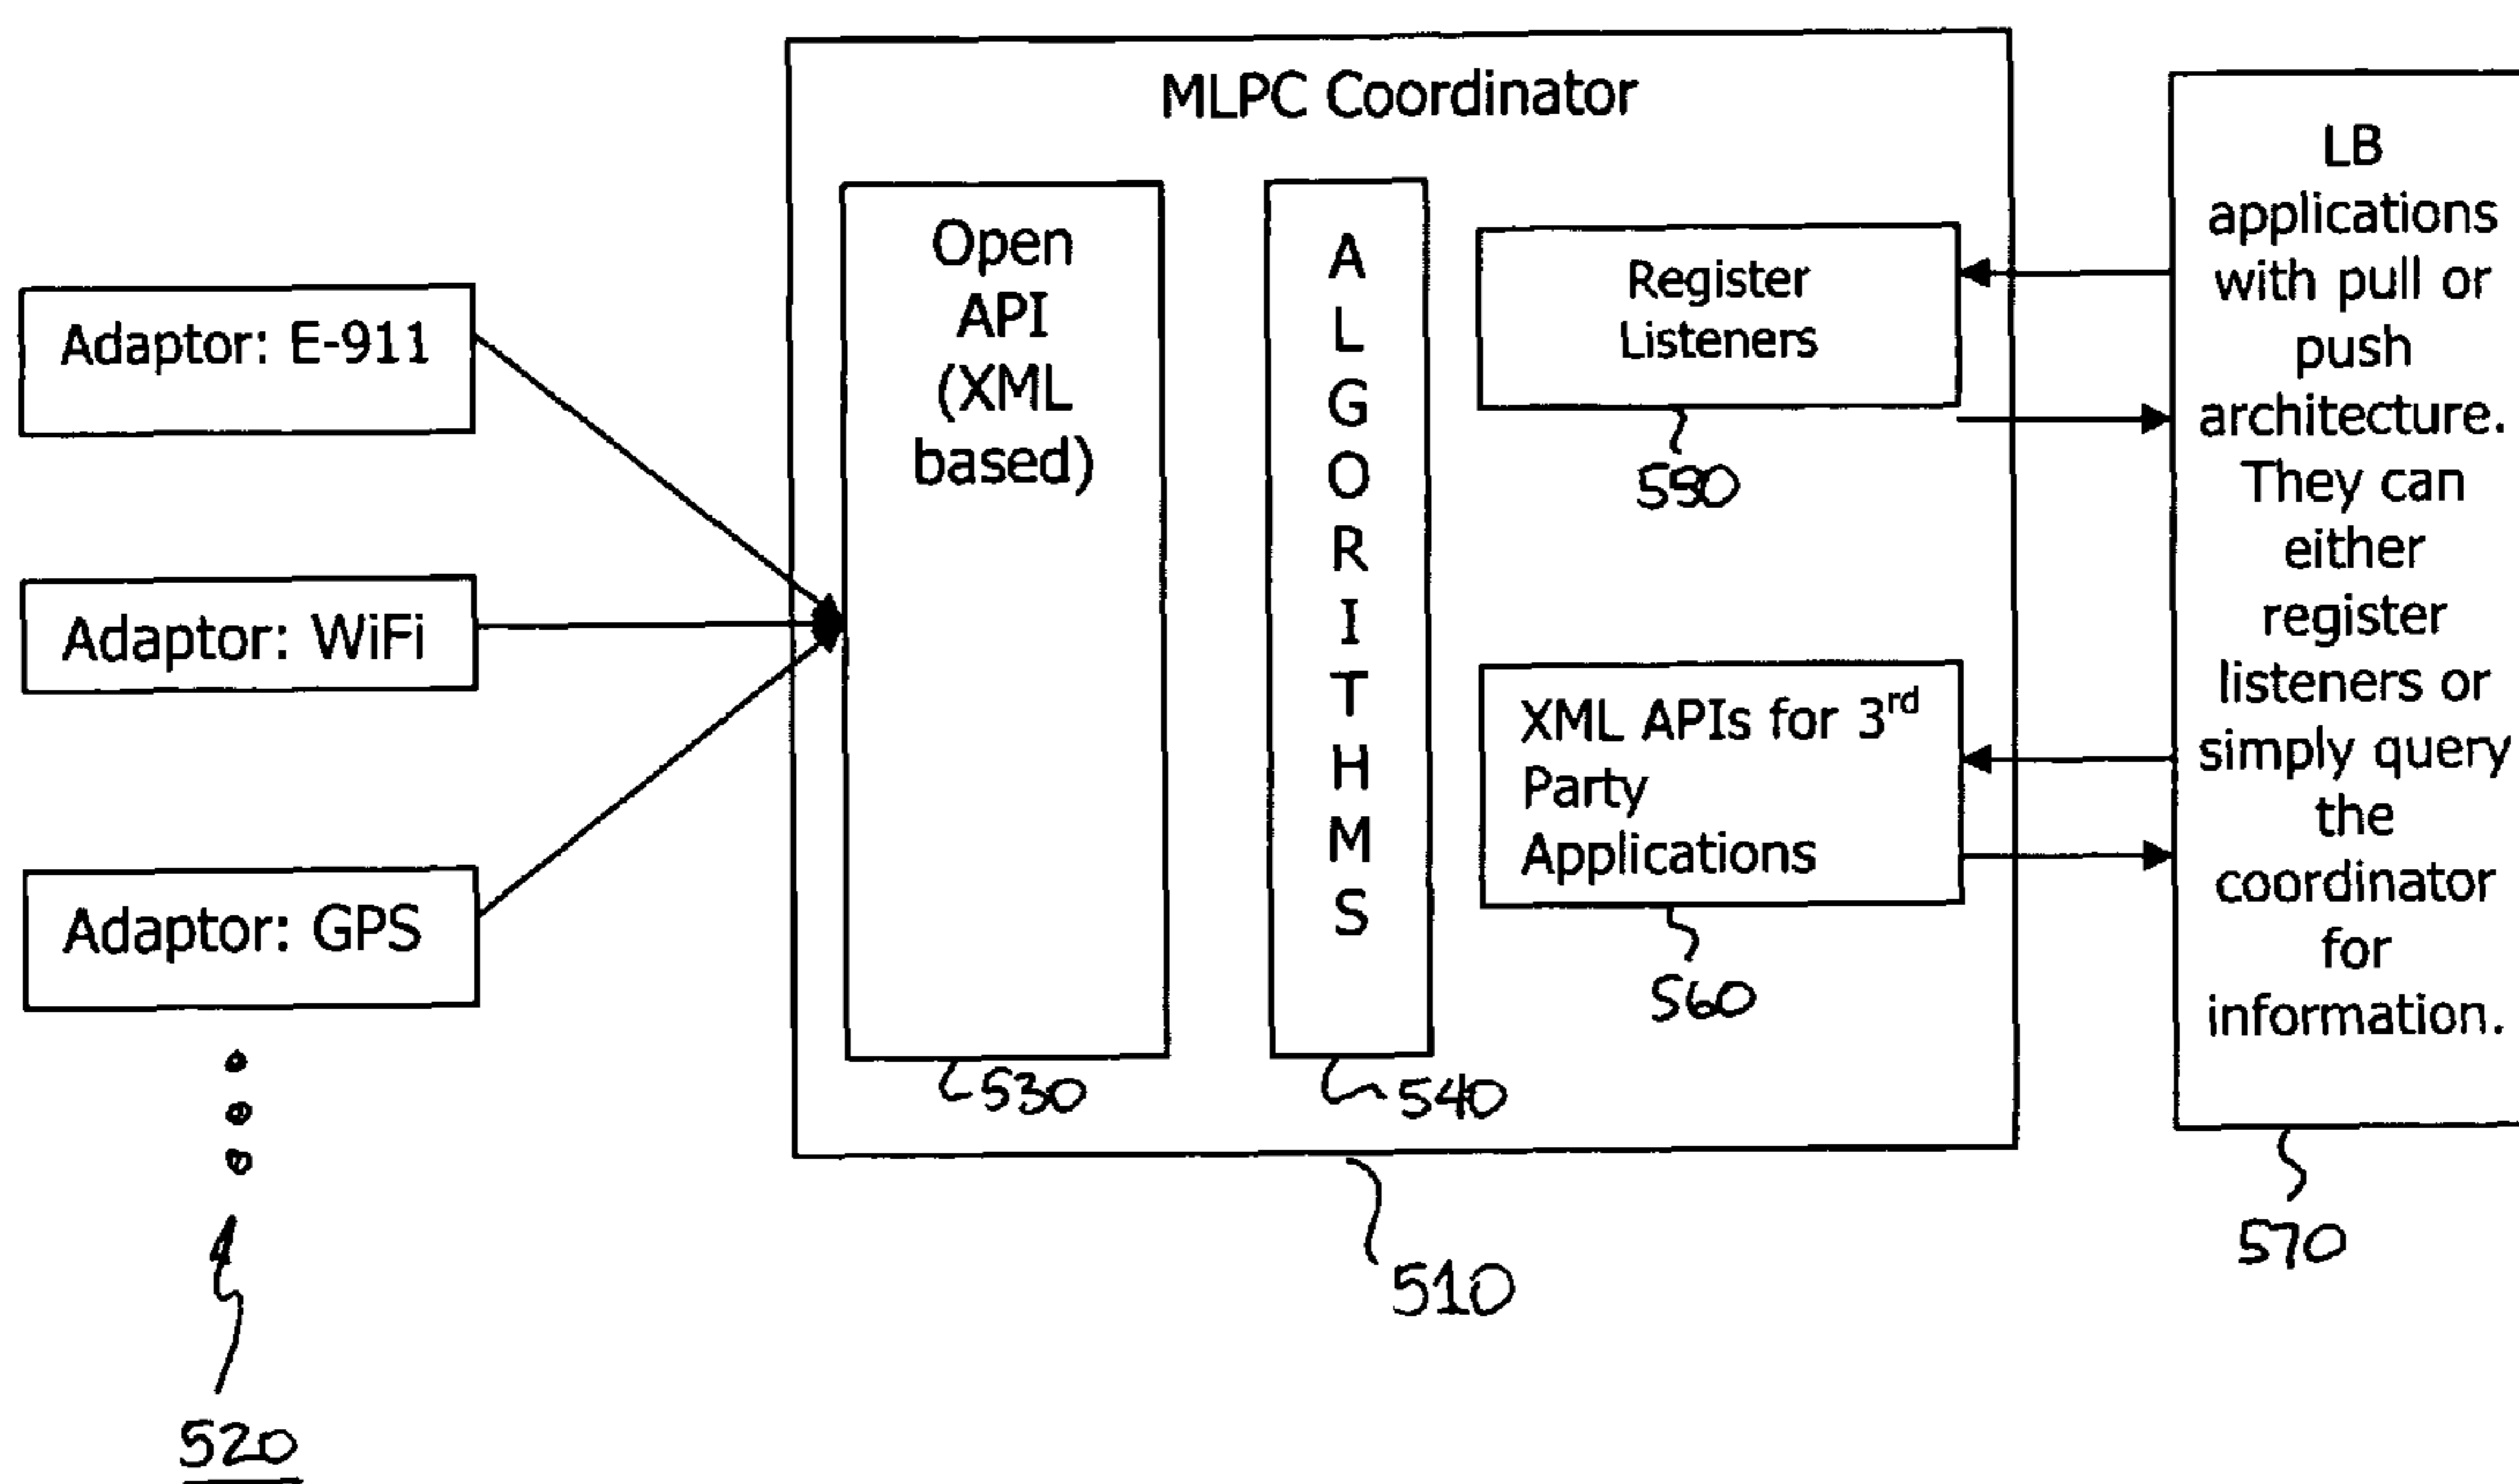 MLPC Coordinator
Adaptor: E-911
Adaptor: WiFi
Adaptor: GPS
520
Open
API
(XML
based)
530
A
L
G
O
R
I
T
H
M
S
540
Register
Listeners
550
XML APIs for 3rd
Party
Applications
560
510
LB
applications
with pull or
push
architecture.
They can
either
register
listeners or
simply query
the
coordinator
for
information.
570